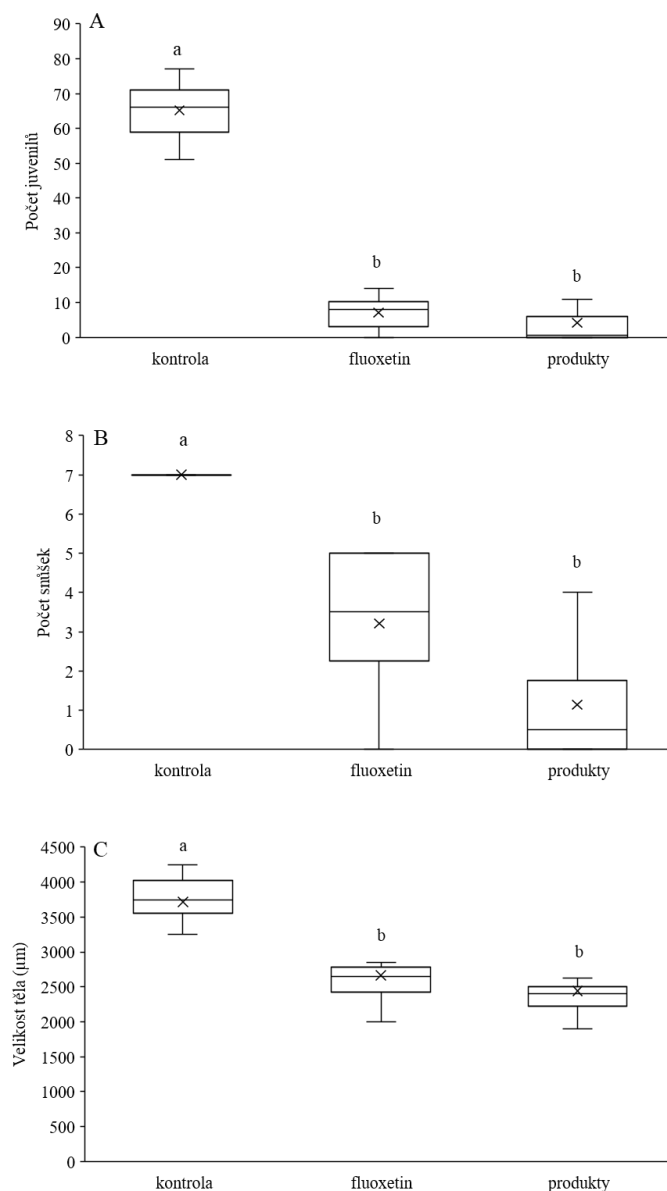 A
90
80
70
60
50
40
30
20
10
0
Počet juvenilů
a
b
b
kontrola fluoxetin produkty
B
8
7
6
5
4
3
2
1
0
Počet snůšek
a
b
b
kontrola fluoxetin produkty
C
4500
4000
3500
3000
2500
2000
1500
1000
500
0
Velikost těla (µm)
a
b
b
kontrola fluoxetin produkty